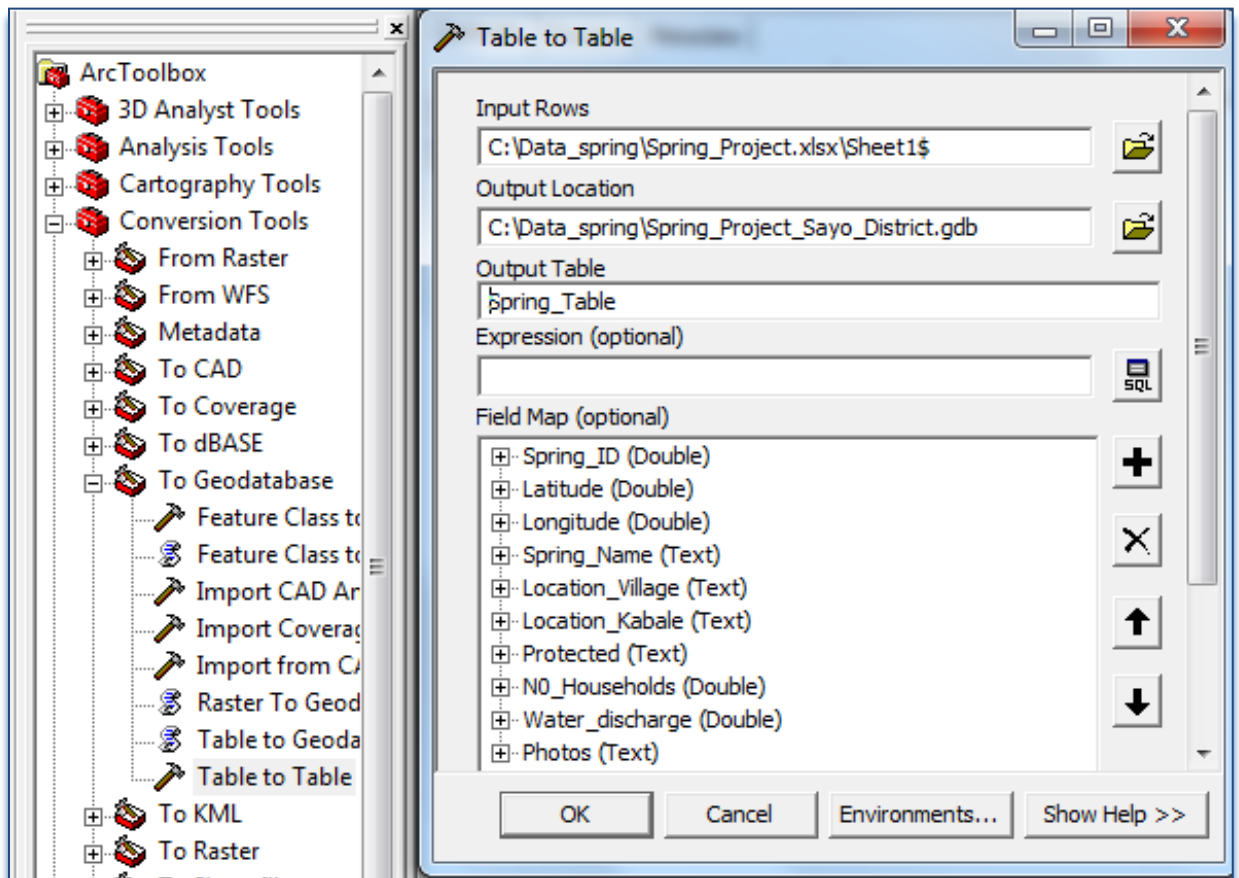 ArcToolbox
3D Analyst Tools
Analysis Tools
Cartography Tools
Conversion Tools
From Raster
From WFS
Metadata
To CAD
To Coverage
To dBASE
To Geodatabase
Feature Class to
Feature Class to
Import CAD An
Import Coverag
Import from CA
Raster To Geod
Table to Geoda
Table to Table
To KML
To Raster
Table to Table
Input Rows
C:\Data_spring\Spring_Project.xlsx\Sheet1$
Output Location
C:\Data_spring\Spring_Project_Sayo_District.gdb
Output Table
Spring_Table
Expression (optional)
SQL
Field Map (optional)
Spring_ID (Double)
Latitude (Double)
Longitude (Double)
Spring_Name (Text)
Location_Village (Text)
Location_Kabale (Text)
Protected (Text)
N0_Households (Double)
Water_discharge (Double)
Photos (Text)
OK
Cancel
Environments...
Show Help >>